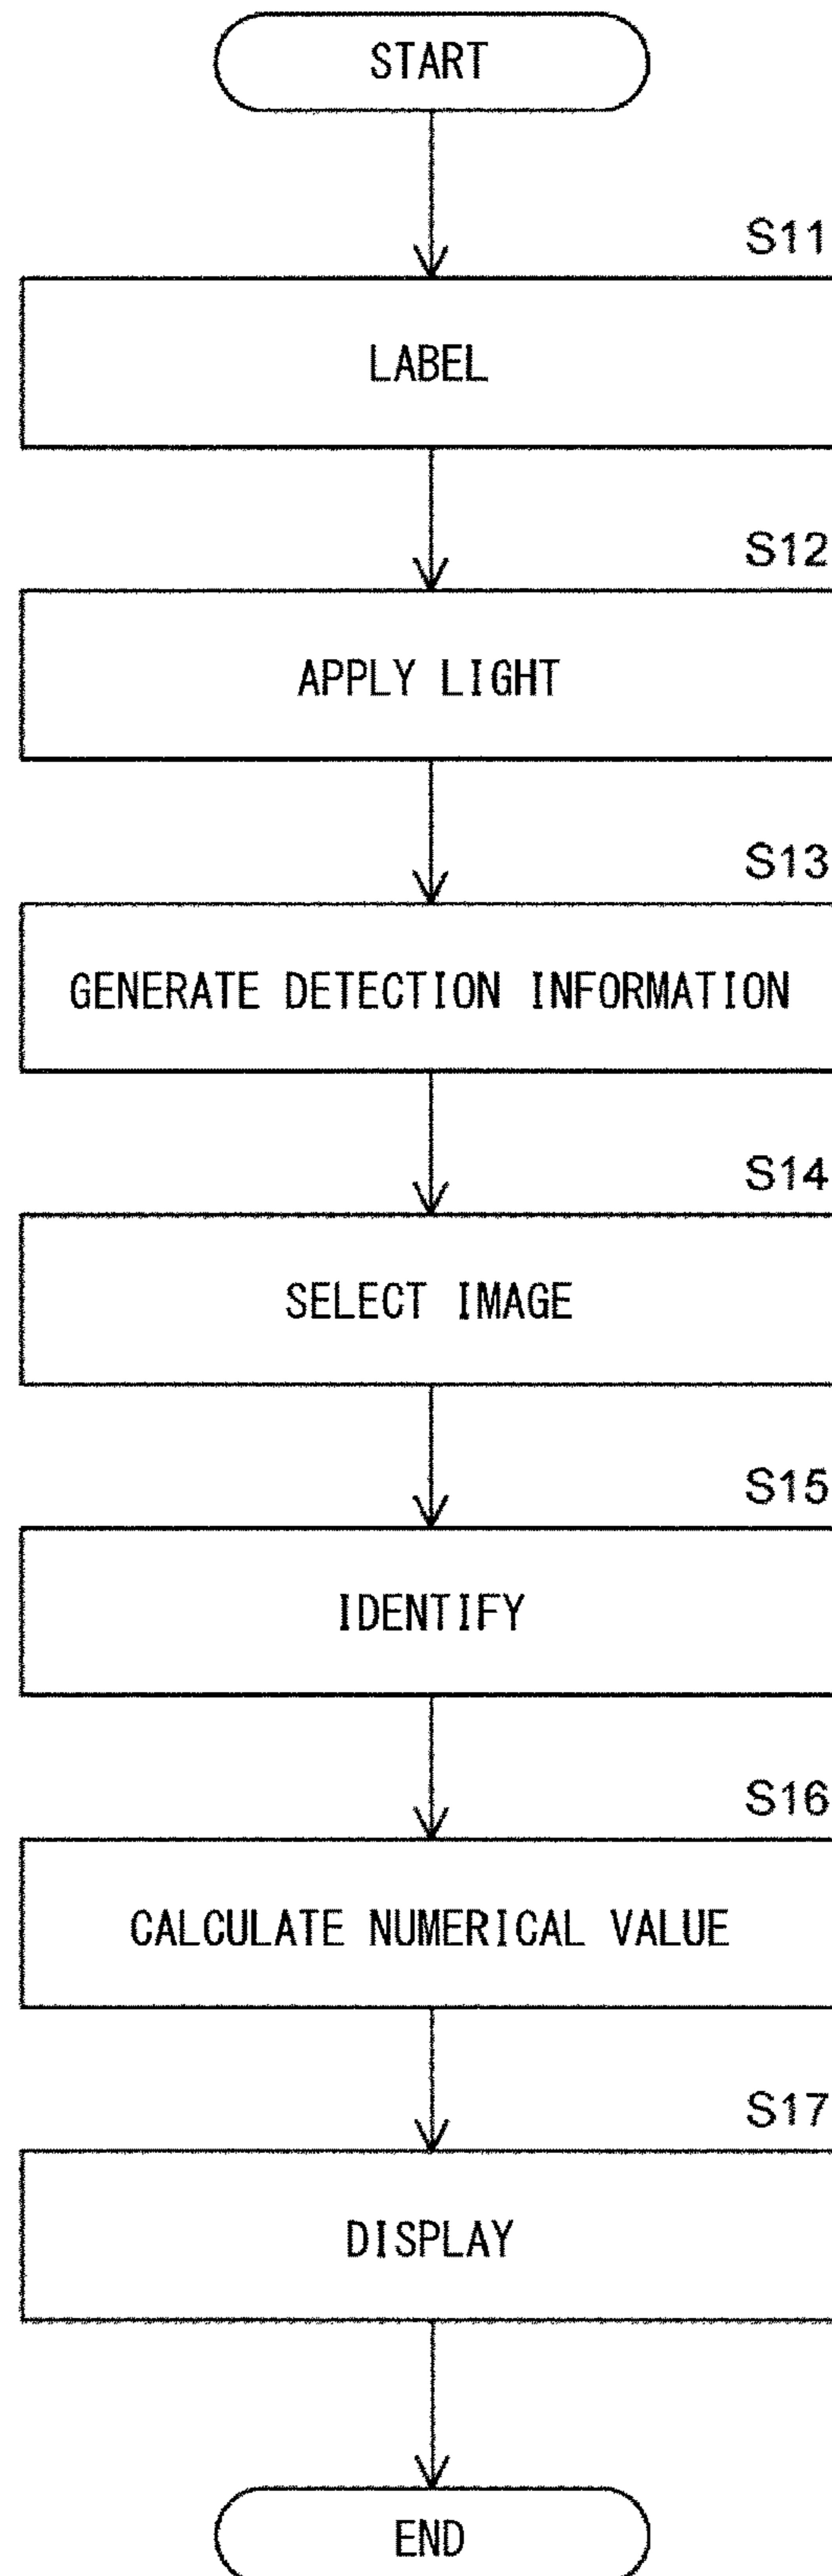 START
S11
LABEL
S12
APPLY LIGHT
S13
GENERATE DETECTION INFORMATION
S14
SELECT IMAGE
S15
IDENTIFY
S16
CALCULATE NUMERICAL VALUE
S17
DISPLAY
END